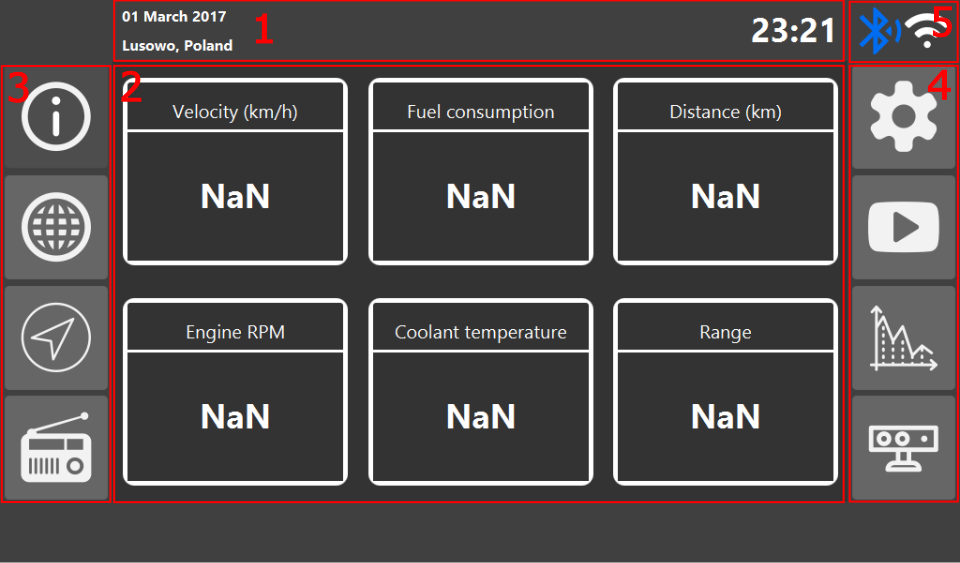 01 March 2017
Lusowo, Poland
1
23:21
5
3
2
4
Velocity (km/h)
Fuel consumption
Distance (km)
NaN
NaN
NaN
Engine RPM
Coolant temperature
Range
NaN
NaN
NaN